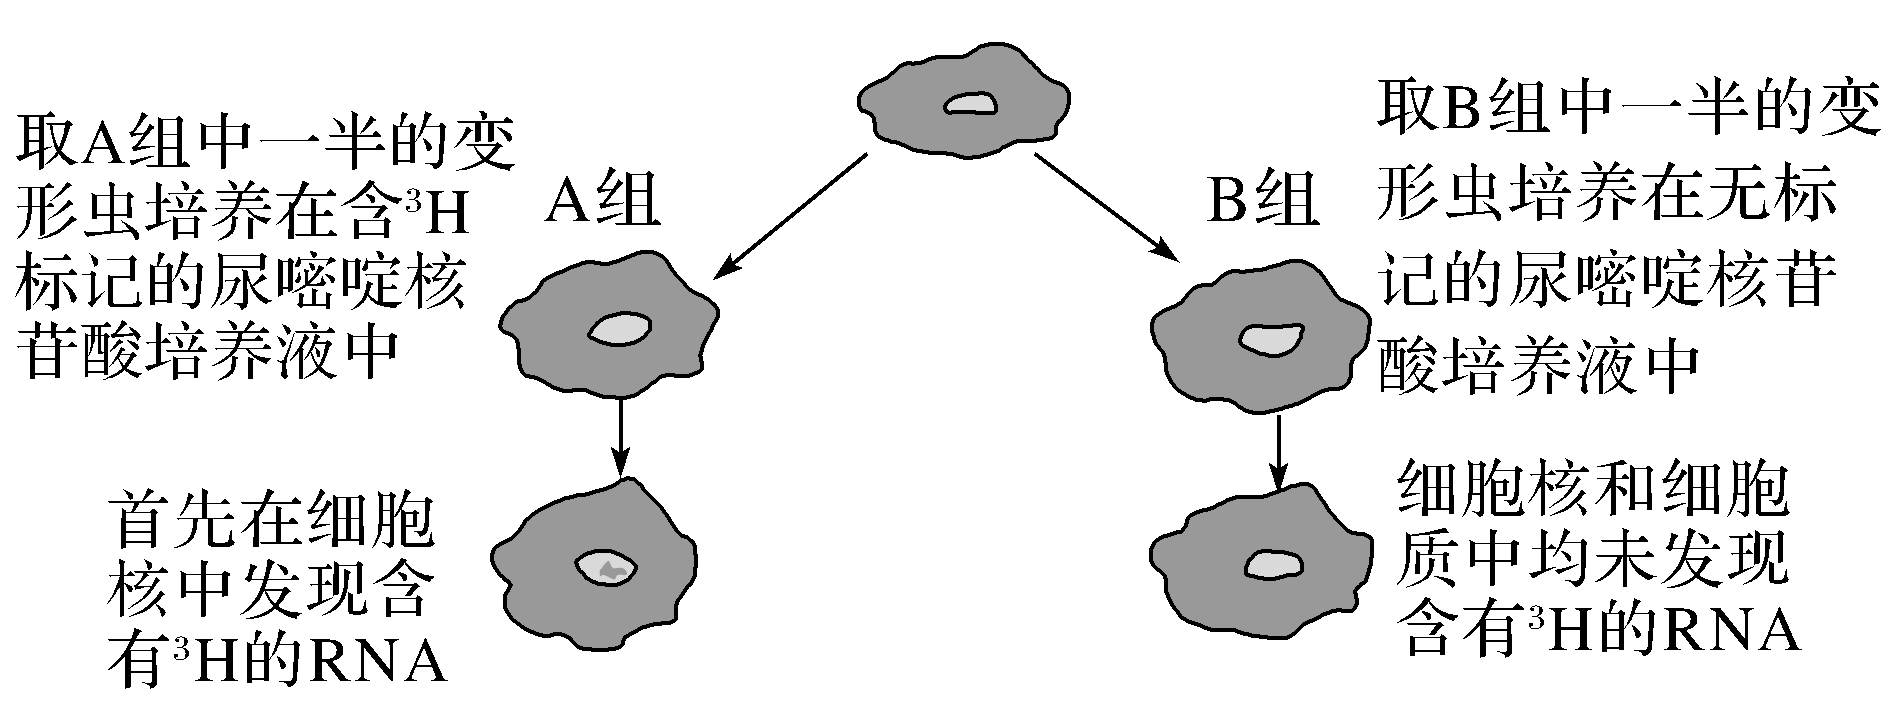 取A组中一半的变
形虫培养在含³H
标记的尿嘧啶核
苷酸培养液中
A组
B组
取B组中一半的变
形虫培养在无标
记的尿嘧啶核苷
酸培养液中
首先在细胞
核中发现含
有³H的RNA
细胞核和细胞
质中均未发现
含有³H的RNA